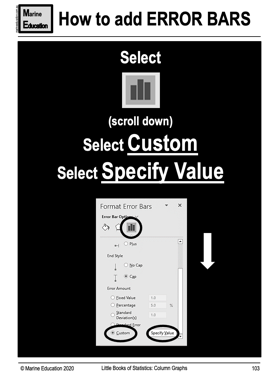 Marine
Education
How to add ERROR BARS
Select
(scroll down)
Select Custom
Select Specify Value
Format Error Bars
Error Bar Options
Plus
End Style
No Cap
Cap
Error Amount
Fixed Value 1.0
Percentage 5.0 %
Standard
Deviation(s) 1.0
Standard Error
Custom Specify Value
© Marine Education 2020 Little Books of Statistics: Column Graphs 103